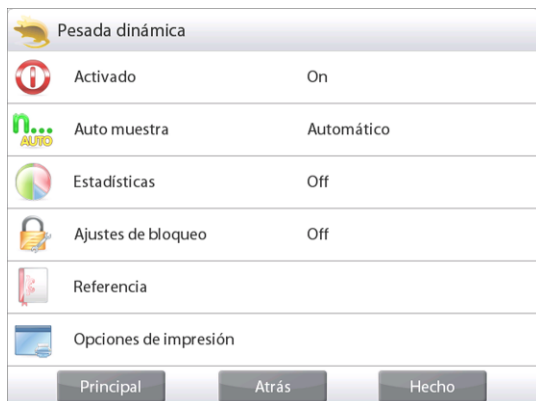 Pesada dinámica
Activado On
n... AUTO
Auto muestra Automático
Estadísticas Off
Ajustes de bloqueo Off
Referencia
Opciones de impresión
Principal Atrás Hecho